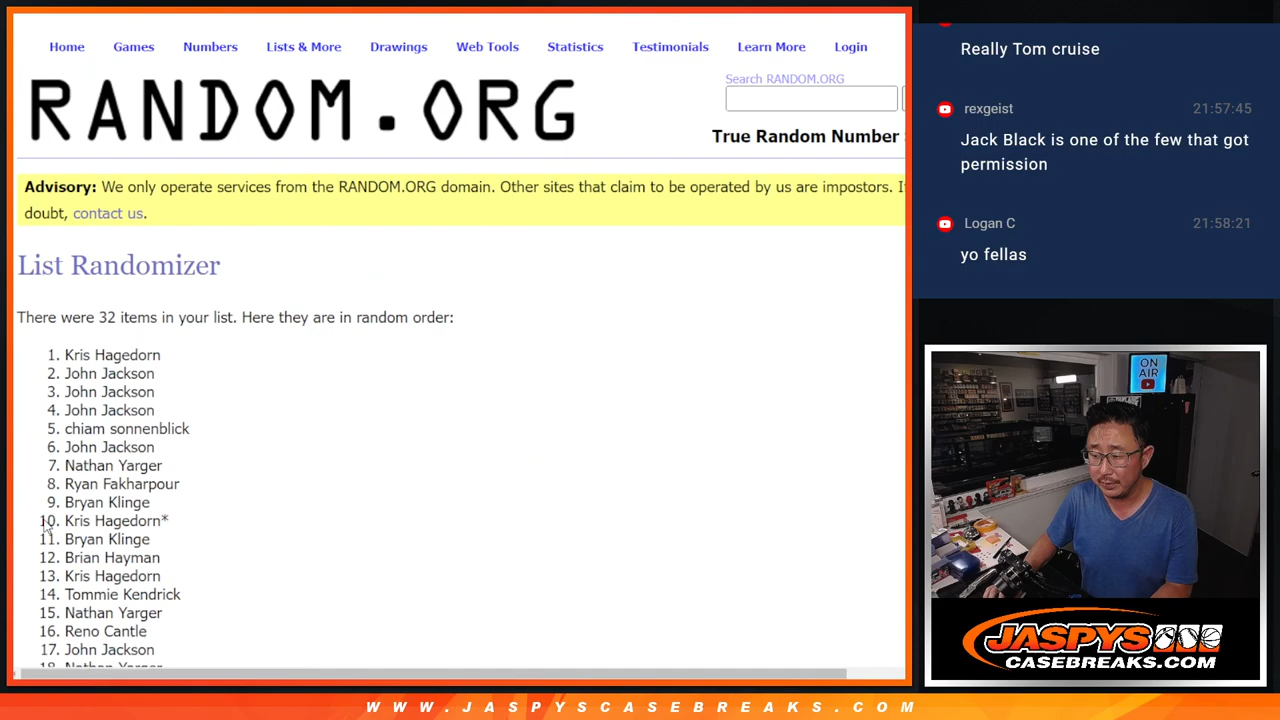 Home Games Numbers Lists & More Drawings Web Tools Statistics Testimonials Learn More Login
RANDOM.ORG
Search RANDOM.ORG
True Random Number
Advisory: We only operate services from the RANDOM.ORG domain. Other sites that claim to be operated by us are impostors. I
doubt, contact us.
List Randomizer
There were 32 items in your list. Here they are in random order:
1. Kris Hagedorn
2. John Jackson
3. John Jackson
4. John Jackson
5. chiam sonnenblick
6. John Jackson
7. Nathan Yarger
8. Ryan Fakharpour
9. Bryan Klinge
10. Kris Hagedorn*
11. Bryan Klinge
12. Brian Hayman
13. Kris Hagedorn
14. Tommie Kendrick
15. Nathan Yarger
16. Reno Cantle
17. John Jackson
18. Nathan Yarger
Really Tom cruise
rexgeist 21:57:45
Jack Black is one of the few that got
permission
Logan C 21:58:21
yo fellas
ON
AIR
JASPYS
CASEBREAKS.COM
WWW.JASPYSCASEBREAKS.COM